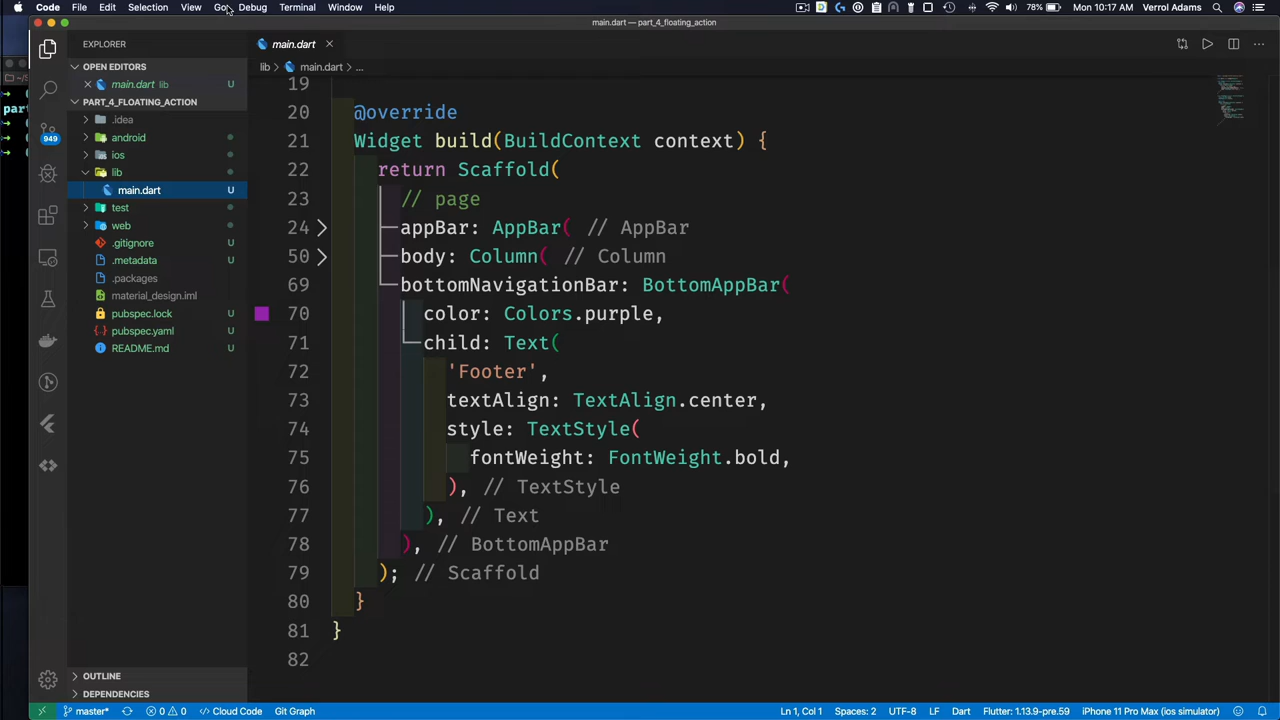 Code File Edit Selection View Go Debug Terminal Window Help 78% Mon 10:17 AM Verrol Adams
main.dart — part_4_floating_action
EXPLORER
main.dart
OPEN EDITORS
lib > main.dart > ...
main.dart lib U
PART_4_FLOATING_ACTION
.idea
android
ios
lib
main.dart U
test
web
.gitignore U
.metadata U
.packages
material_design.iml U
pubspec.lock U
pubspec.yaml U
README.md U
OUTLINE
DEPENDENCIES
949
part
19
20 @override
21 Widget build(BuildContext context) {
22 return Scaffold(
23 // page
24 appBar: AppBar( // AppBar
50 body: Column( // Column
69 bottomNavigationBar: BottomAppBar(
70 color: Colors.purple,
71 child: Text(
72 'Footer',
73 textAlign: TextAlign.center,
74 style: TextStyle(
75 fontWeight: FontWeight.bold,
76 ), // TextStyle
77 ), // Text
78 ), // BottomAppBar
79 ); // Scaffold
80 }
81 }
82
master* 0 0 Cloud Code Git Graph Ln 1, Col 1 Spaces: 2 UTF-8 LF Dart Flutter: 1.13.9-pre.59 iPhone 11 Pro Max (ios simulator)